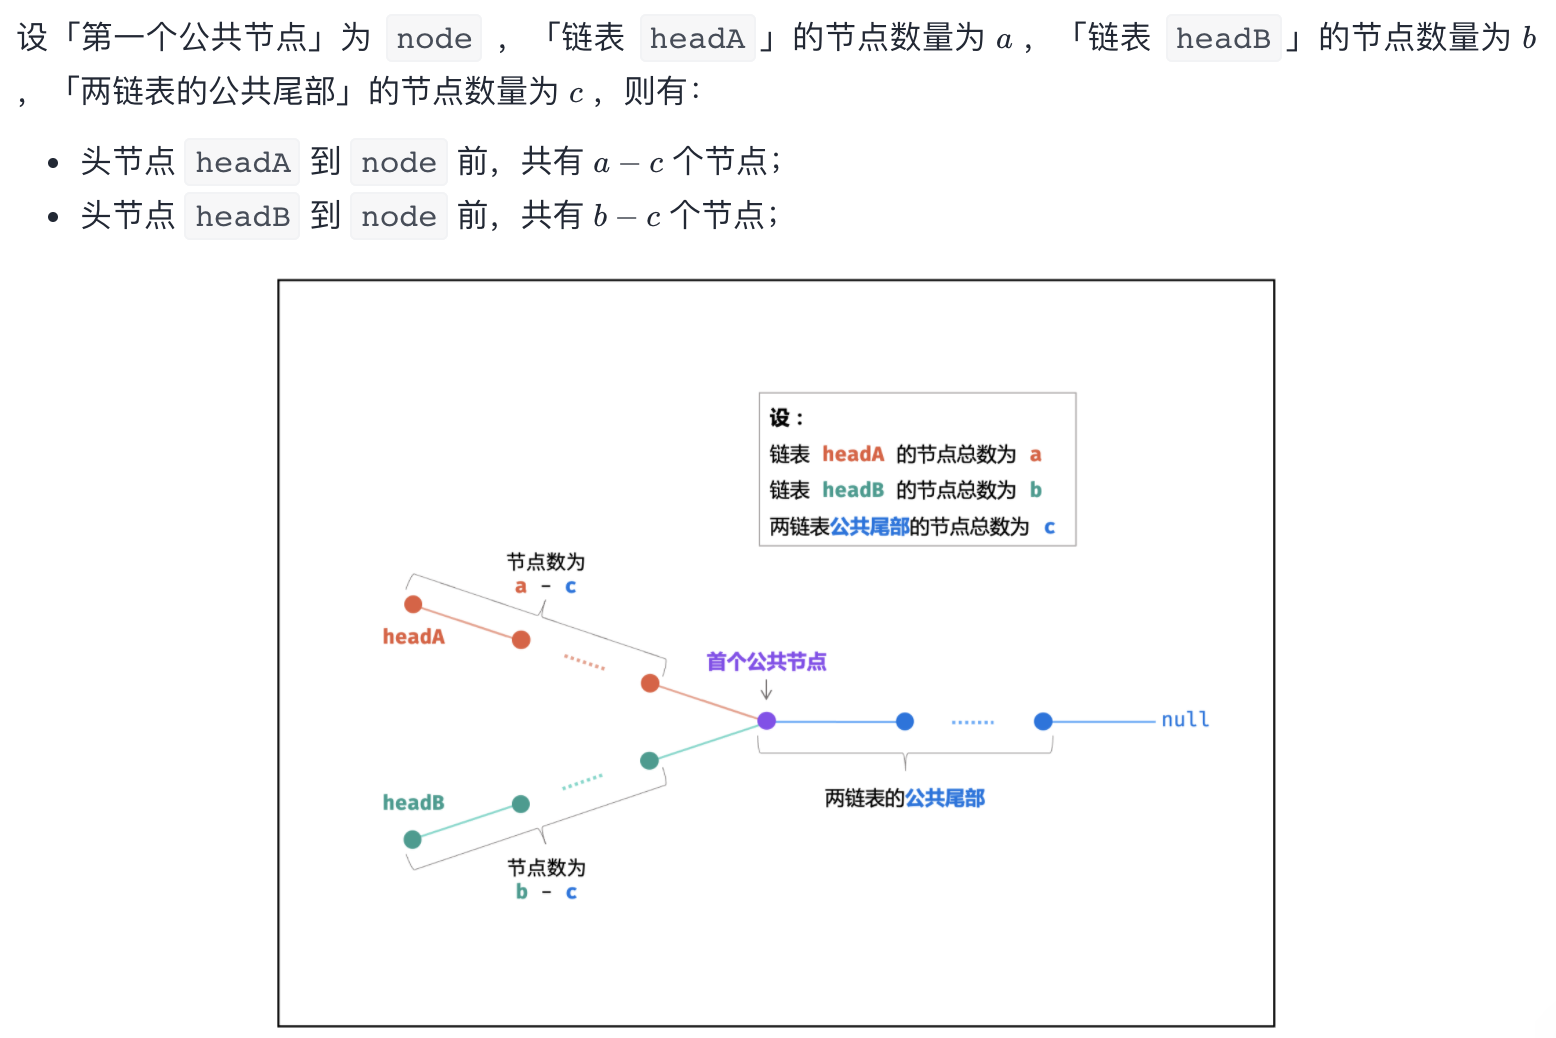 设「第一个公共节点」为 node ，「链表 headA 」的节点数量为 a ，「链表 headB 」的节点数量为 b
，「两链表的公共尾部」的节点数量为 c ，则有：
• 头节点 headA 到 node 前，共有 a − c 个节点；
• 头节点 headB 到 node 前，共有 b − c 个节点；
设：
链表 headA 的节点总数为 a
链表 headB 的节点总数为 b
两链表公共尾部的节点总数为 c
节点数为
a - c
headA
首个公共节点
null
headB
两链表的公共尾部
节点数为
b - c